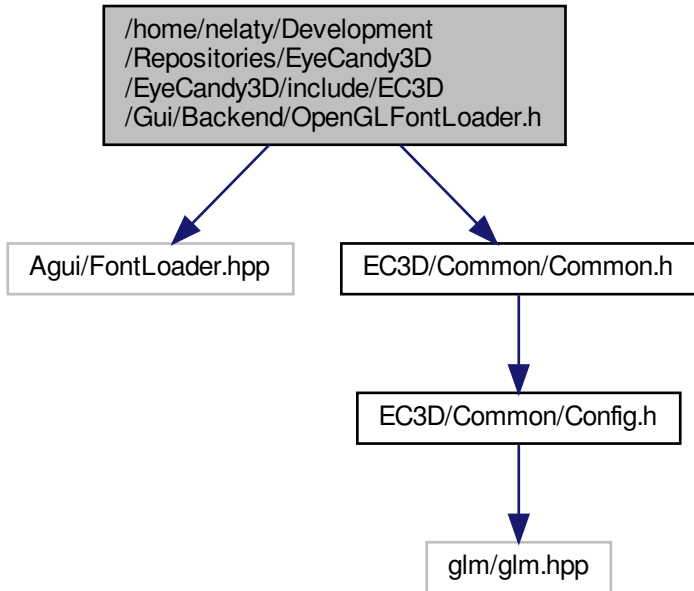 /home/nelaty/Development
/Repositories/EyeCandy3D
/EyeCandy3D/include/EC3D
/Gui/Backend/OpenGLFontLoader.h
Agui/FontLoader.hpp
EC3D/Common/Common.h
EC3D/Common/Config.h
glm/glm.hpp